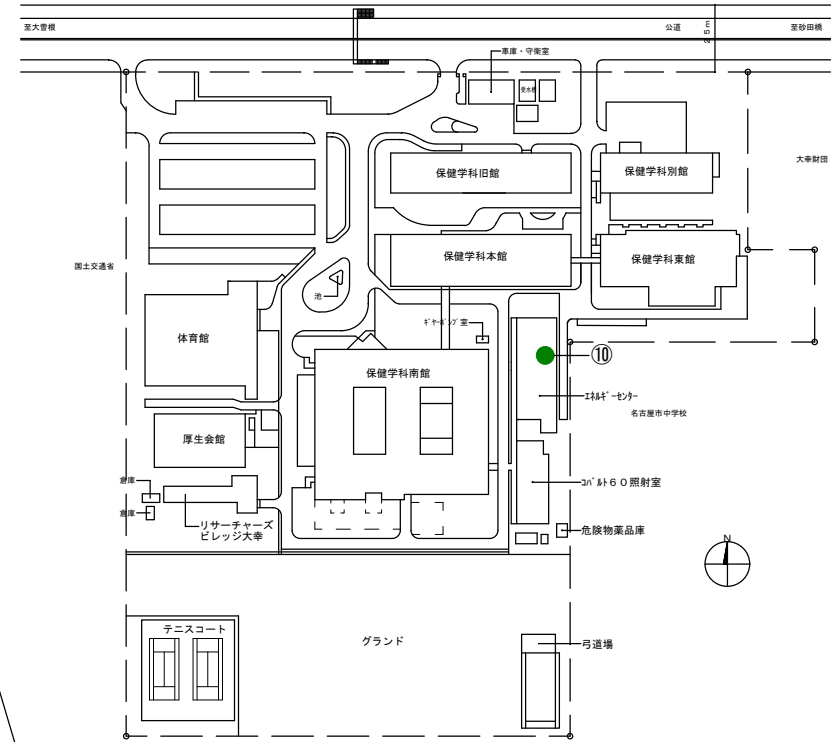 至大曽根
公道
25m
至砂田橋
車庫・守衛室
受水槽
大幸財団
保健学科旧館
保健学科別館
保健学科本館
保健学科東館
国土交通省
池
ｷﾞﾔｰﾎﾟﾝﾌﾟ室
体育館
保健学科南館
⑩
ｴﾈﾙｷﾞｰｾﾝﾀｰ
名古屋市中学校
厚生会館
倉庫
倉庫
ｺﾊﾞﾙﾄ６０照射室
リサーチャーズ
ビレッジ大幸
危険物薬品庫
N
テニスコート
グランド
弓道場